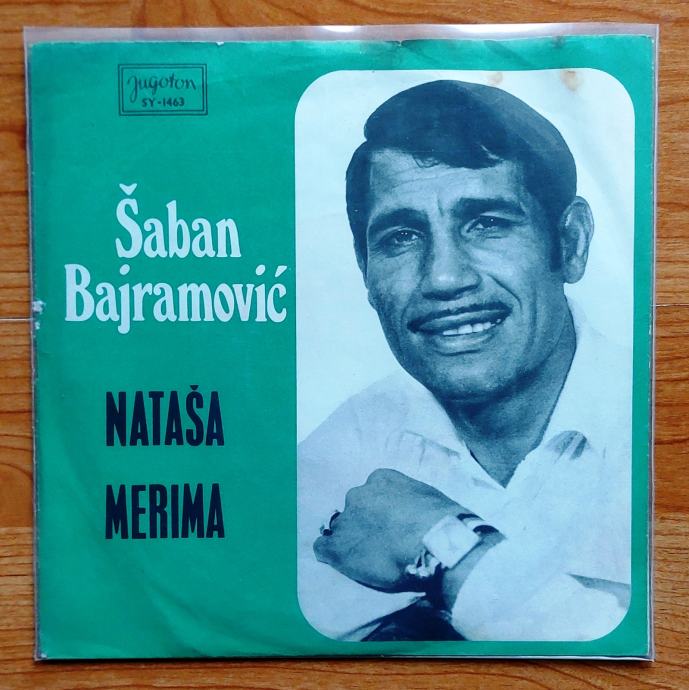 Jugoton
SY-1463
Šaban
Bajramović
NATAŠA
MERIMA